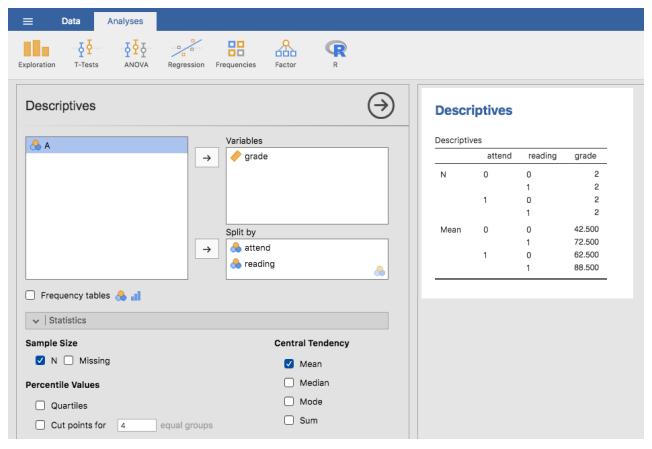 Data Analyses
Exploration T-Tests ANOVA Regression Frequencies Factor R
Descriptives
A
Variables
grade
Split by
attend
reading
Frequency tables
Statistics
Sample Size
N Missing
Percentile Values
Quartiles
Cut points for 4 equal groups
Central Tendency
Mean
Median
Mode
Sum
Descriptives
Descriptives
attend reading grade
N 0 0 2
1 2
1 0 2
1 2
Mean 0 0 42.500
1 72.500
1 0 62.500
1 88.500